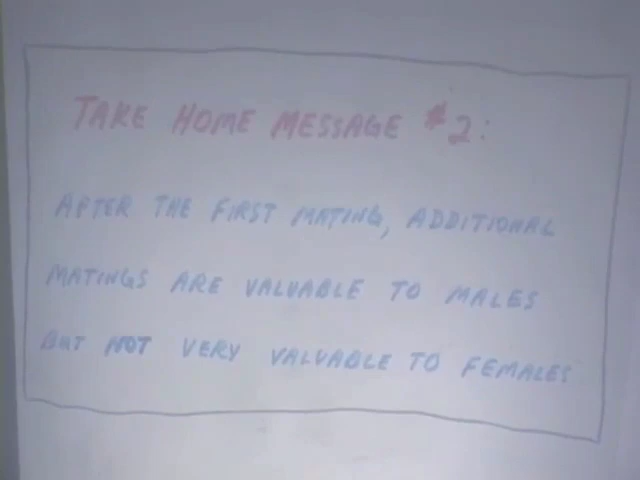 TAKE HOME MESSAGE #2:
AFTER THE FIRST MATING, ADDITIONAL
MATINGS ARE VALUABLE TO MALES
BUT NOT VERY VALUABLE TO FEMALES